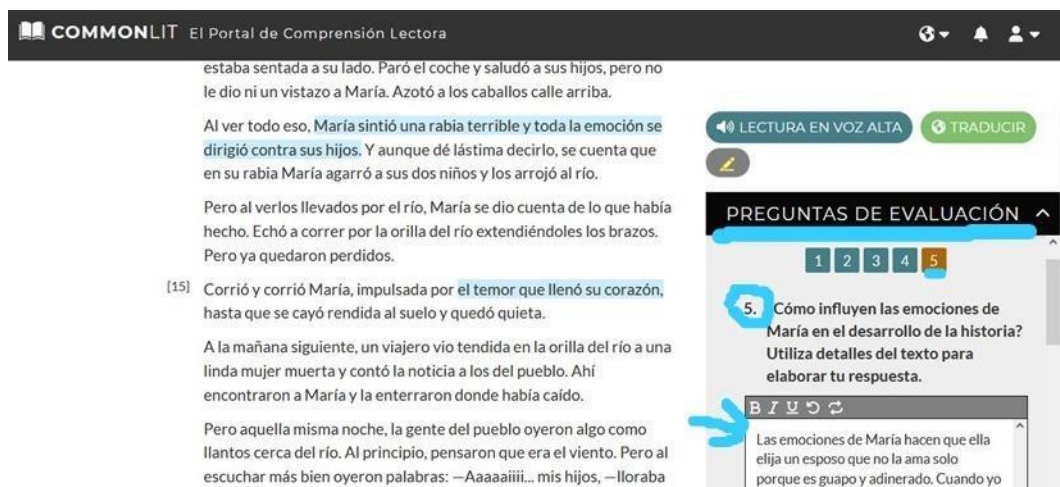 COMMONLIT El Portal de Comprensión Lectora
estaba sentada a su lado. Paró el coche y saludó a sus hijos, pero no
le dio ni un vistazo a María. Azotó a los caballos calle arriba.
Al ver todo eso, María sintió una rabia terrible y toda la emoción se
dirigió contra sus hijos. Y aunque dé lástima decirlo, se cuenta que
en su rabia María agarró a sus dos niños y los arrojó al río.
Pero al verlos llevados por el río, María se dio cuenta de lo que había
hecho. Echó a correr por la orilla del río extendiéndoles los brazos.
Pero ya quedaron perdidos.
[15] Corrió y corrió María, impulsada por el temor que llenó su corazón,
hasta que se cayó rendida al suelo y quedó quieta.
A la mañana siguiente, un viajero vio tendida en la orilla del río a una
linda mujer muerta y contó la noticia a los del pueblo. Ahí
encontraron a María y la enterraron donde había caído.
Pero aquella misma noche, la gente del pueblo oyeron algo como
llantos cerca del río. Al principio, pensaron que era el viento. Pero al
escuchar más bien oyeron palabras: —Aaaaiiiii... mis hijos, —lloraba
LECTURA EN VOZ ALTA
TRADUCIR
PREGUNTAS DE EVALUACIÓN
1 2 3 4 5
5. Cómo influyen las emociones de
María en el desarrollo de la historia?
Utiliza detalles del texto para
elaborar tu respuesta.
B I U
Las emociones de María hacen que ella
elija un esposo que no la ama solo
porque es guapo y adinerado. Cuando yo